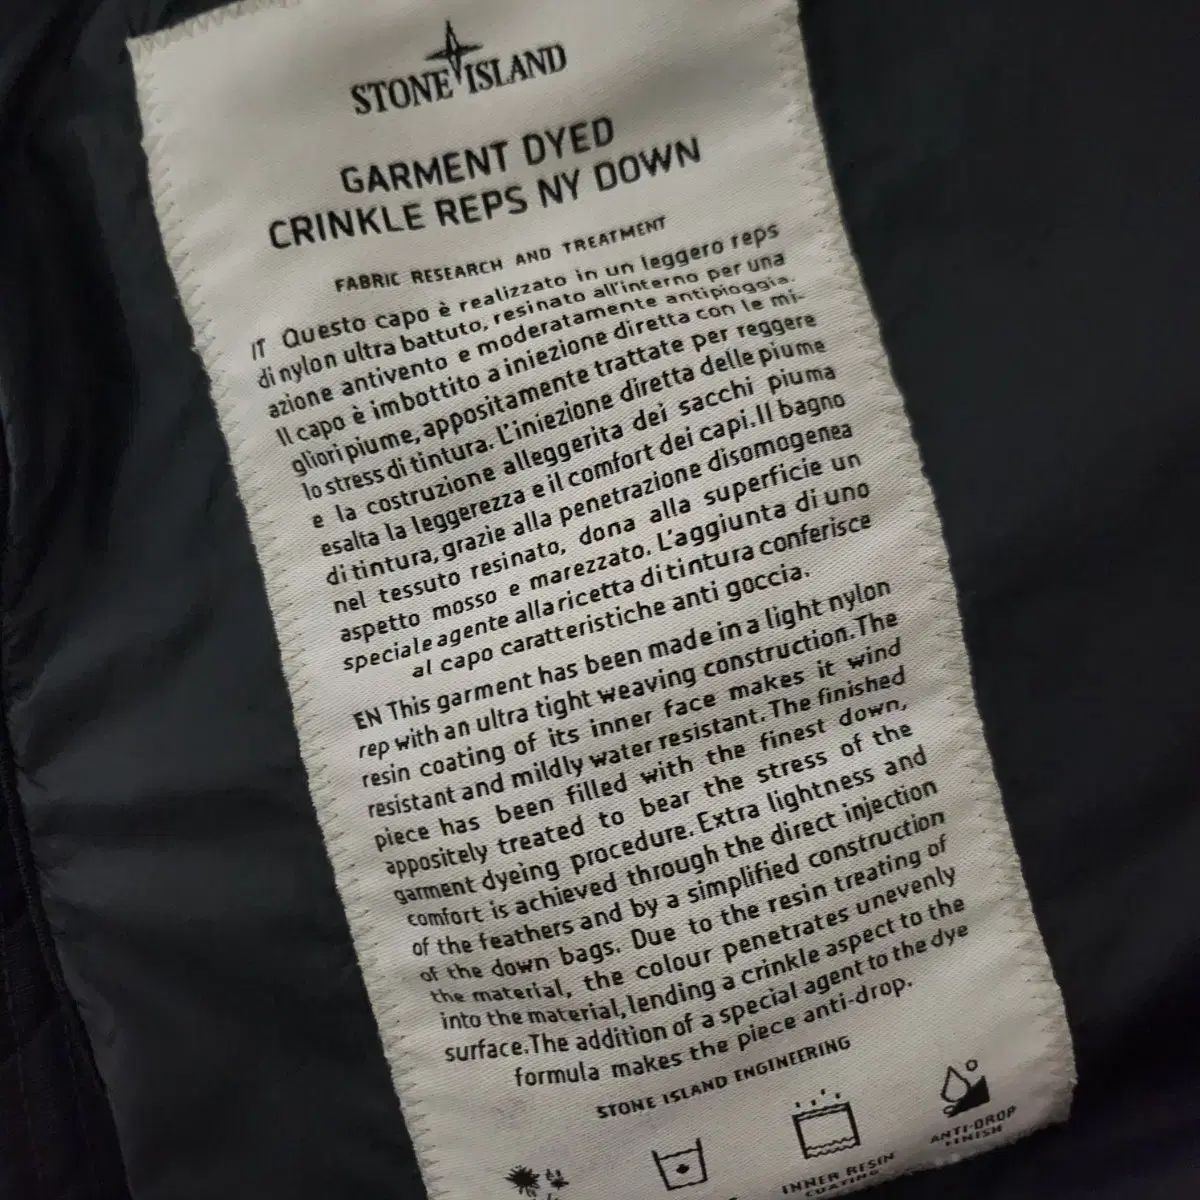 STONE ISLAND
GARMENT DYED
CRINKLE REPS NY DOWN
FABRIC RESEARCH AND TREATMENT
IT Questo capo è realizzato in un leggero reps
di nylon ultra battuto, resinato all'interno per una
azione antivento e moderatamente antipioggia.
Il capo è imbottito a iniezione diretta con le mi-
gliori piume, appositamente trattate per reggere
lo stress di tintura. L'iniezione diretta delle piume
e la costruzione alleggerita dei sacchi piuma
esalta la leggerezza e il comfort dei capi. Il bagno
di tintura, grazie alla penetrazione disomogenea
nel tessuto resinato, dona alla superficie un
aspetto mosso e marezzato. L'aggiunta di uno
speciale agente alla ricetta di tintura conferisce
al capo caratteristiche anti goccia.
EN This garment has been made in a light nylon
rep with an ultra tight weaving construction. The
resin coating of its inner face makes it wind
resistant and mildly water resistant. The finished
piece has been filled with the finest down,
appositely treated to bear the stress of the
garment dyeing procedure. Extra lightness and
comfort is achieved through the direct injection
of the feathers and by a simplified construction
of the down bags. Due to the resin treating of
the material, the colour penetrates unevenly
into the material, lending a crinkle aspect to the
surface. The addition of a special agent to the dye
formula makes the piece anti-drop.
STONE ISLAND ENGINEERING
INNER RESIN
COATING
ANTI-DROP
FINISH